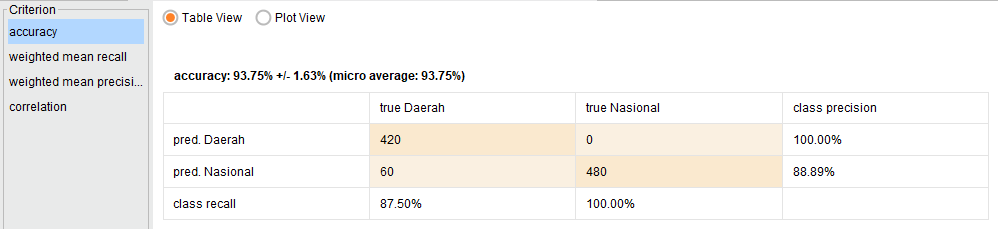 Criterion
accuracy
weighted mean recall
weighted mean precisi...
correlation
Table View Plot View
accuracy: 93.75% +/- 1.63% (micro average: 93.75%)
true Daerah true Nasional class precision
pred. Daerah 420 0 100.00%
pred. Nasional 60 480 88.89%
class recall 87.50% 100.00%